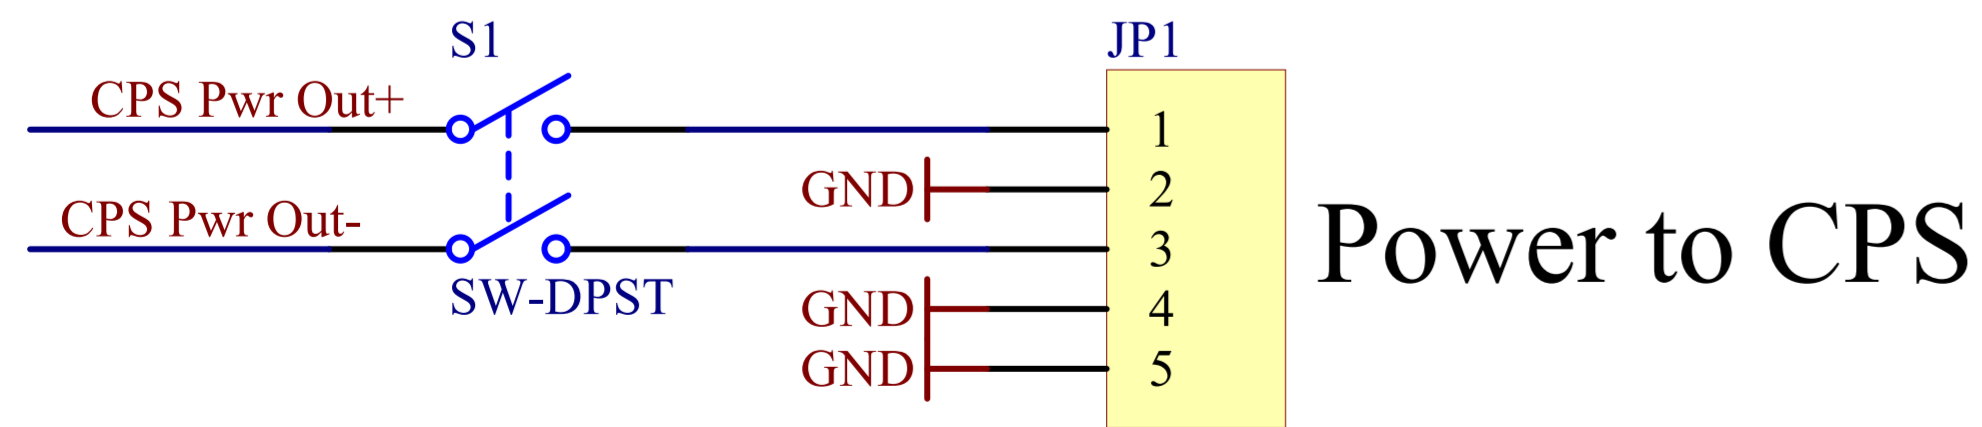 S1
JP1
CPS Pwr Out+
1
GND
2
CPS Pwr Out-
3
Power to CPS
SW-DPST
GND
4
GND
5